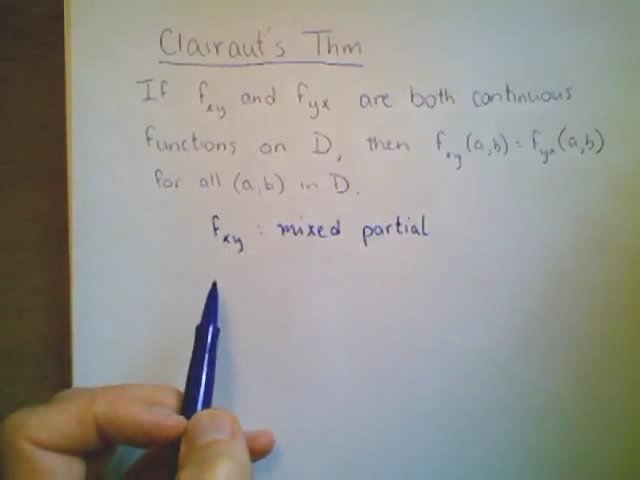 Clairaut's Thm
If fxy and fyx are both continuous
functions on D, then fxy(a,b) = fyx(a,b)
for all (a,b) in D.
fxy : mixed partial